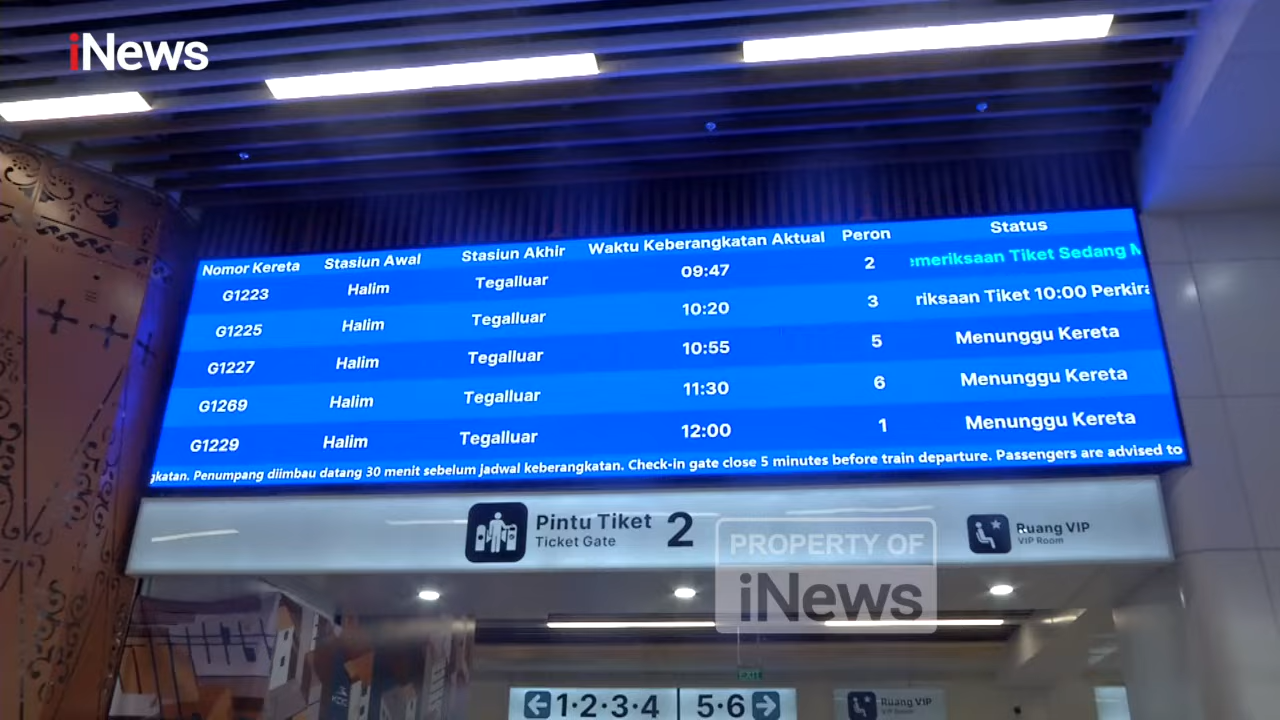 iNews
Nomor Kereta Stasiun Awal Stasiun Akhir Waktu Keberangkatan Aktual Peron Status
G1223 Halim Tegalluar 09:47 2 emeriksaan Tiket Sedang M
G1225 Halim Tegalluar 10:20 3 riksaan Tiket 10:00 Perkira
G1227 Halim Tegalluar 10:55 5 Menunggu Kereta
G1269 Halim Tegalluar 11:30 6 Menunggu Kereta
G1229 Halim Tegalluar 12:00 1 Menunggu Kereta
gkatan. Penumpang diimbau datang 30 menit sebelum jadwal keberangkatan. Check-in gate close 5 minutes before train departure. Passengers are advised to
Pintu Tiket 2
Ticket Gate
Ruang VIP
VIP Room
PROPERTY OF
iNews
EXIT
1·2·3·4 5·6
Ruang VIP
VIP Room